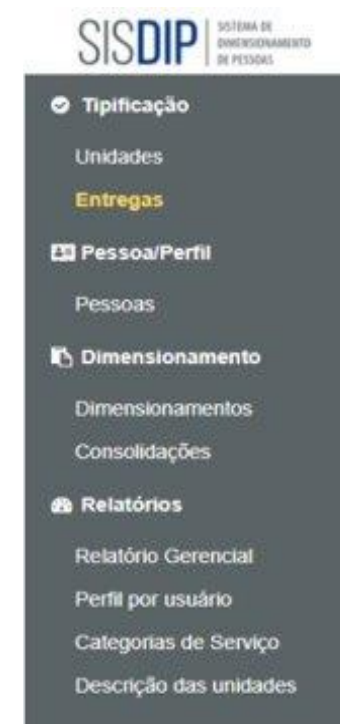 SISDIP
SISTEMA DE
DIMENSIONAMENTO
DE PESSOAS
Tipificação
Unidades
Entregas
Pessoa/Perfil
Pessoas
Dimensionamento
Dimensionamentos
Consolidações
Relatórios
Relatório Gerencial
Perfil por usuário
Categorias de Serviço
Descrição das unidades